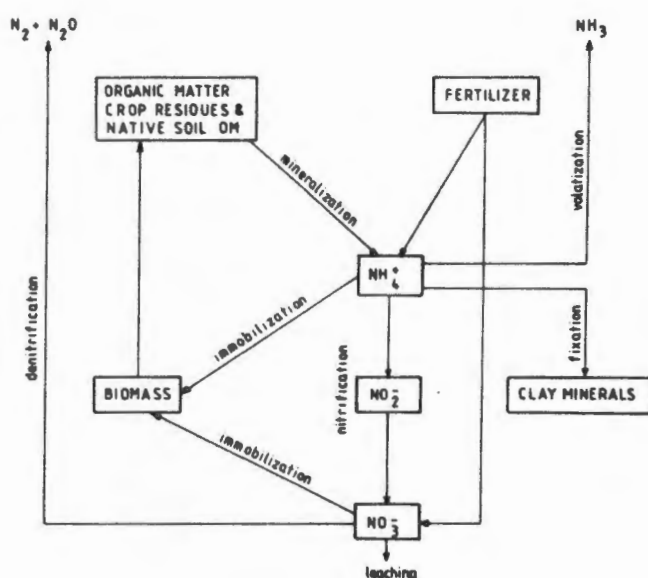 N₂ + N₂O
NH₃
ORGANIC MATTER
CROP RESIDUES &
NATIVE SOIL OM
FERTILIZER
mineralization
volatization
NH₄⁺
denitrification
immobilization
nitrification
fixation
BIOMASS
NO₂⁻
CLAY MINERALS
immobilization
NO₃⁻
leaching